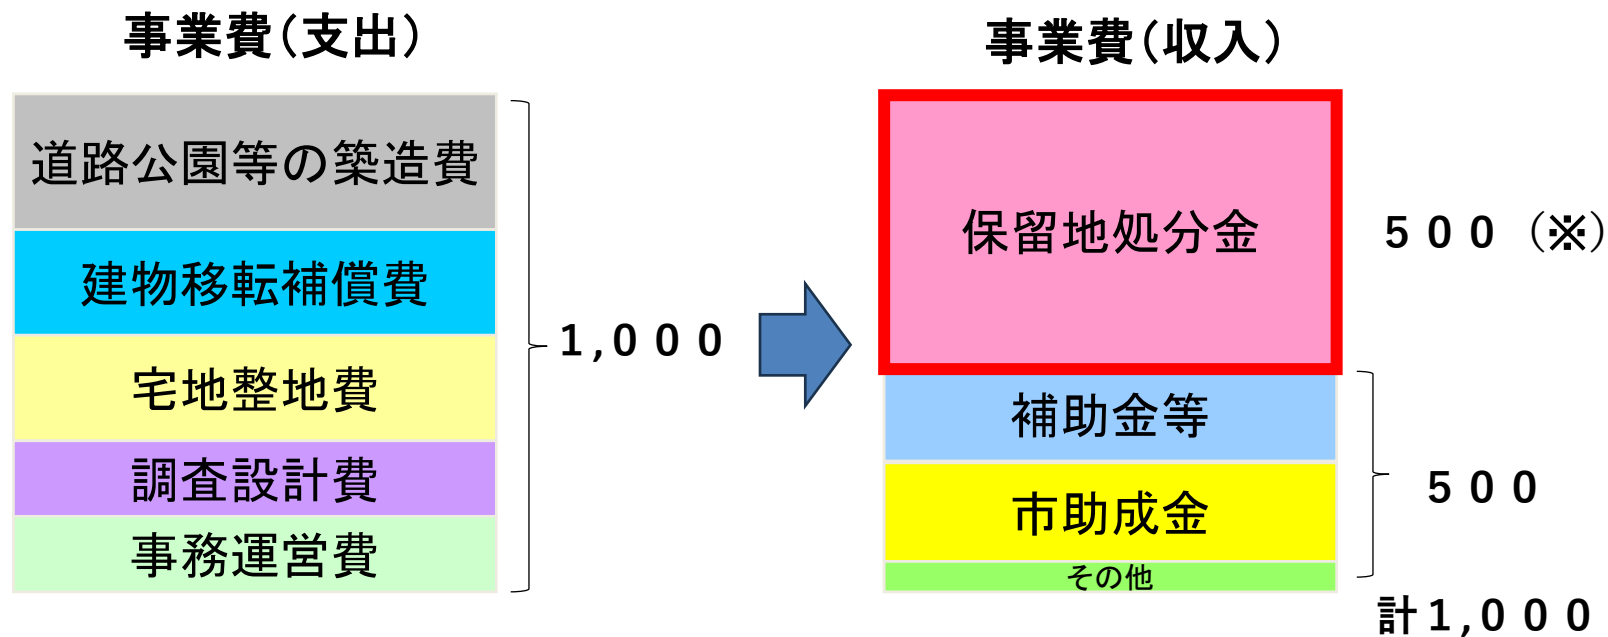 事業費（支出）
道路公園等の築造費
建物移転補償費
宅地整地費
調査設計費
事務運営費
1,000
事業費（収入）
保留地処分金
補助金等
市助成金
その他
500（※）
500
計1,000